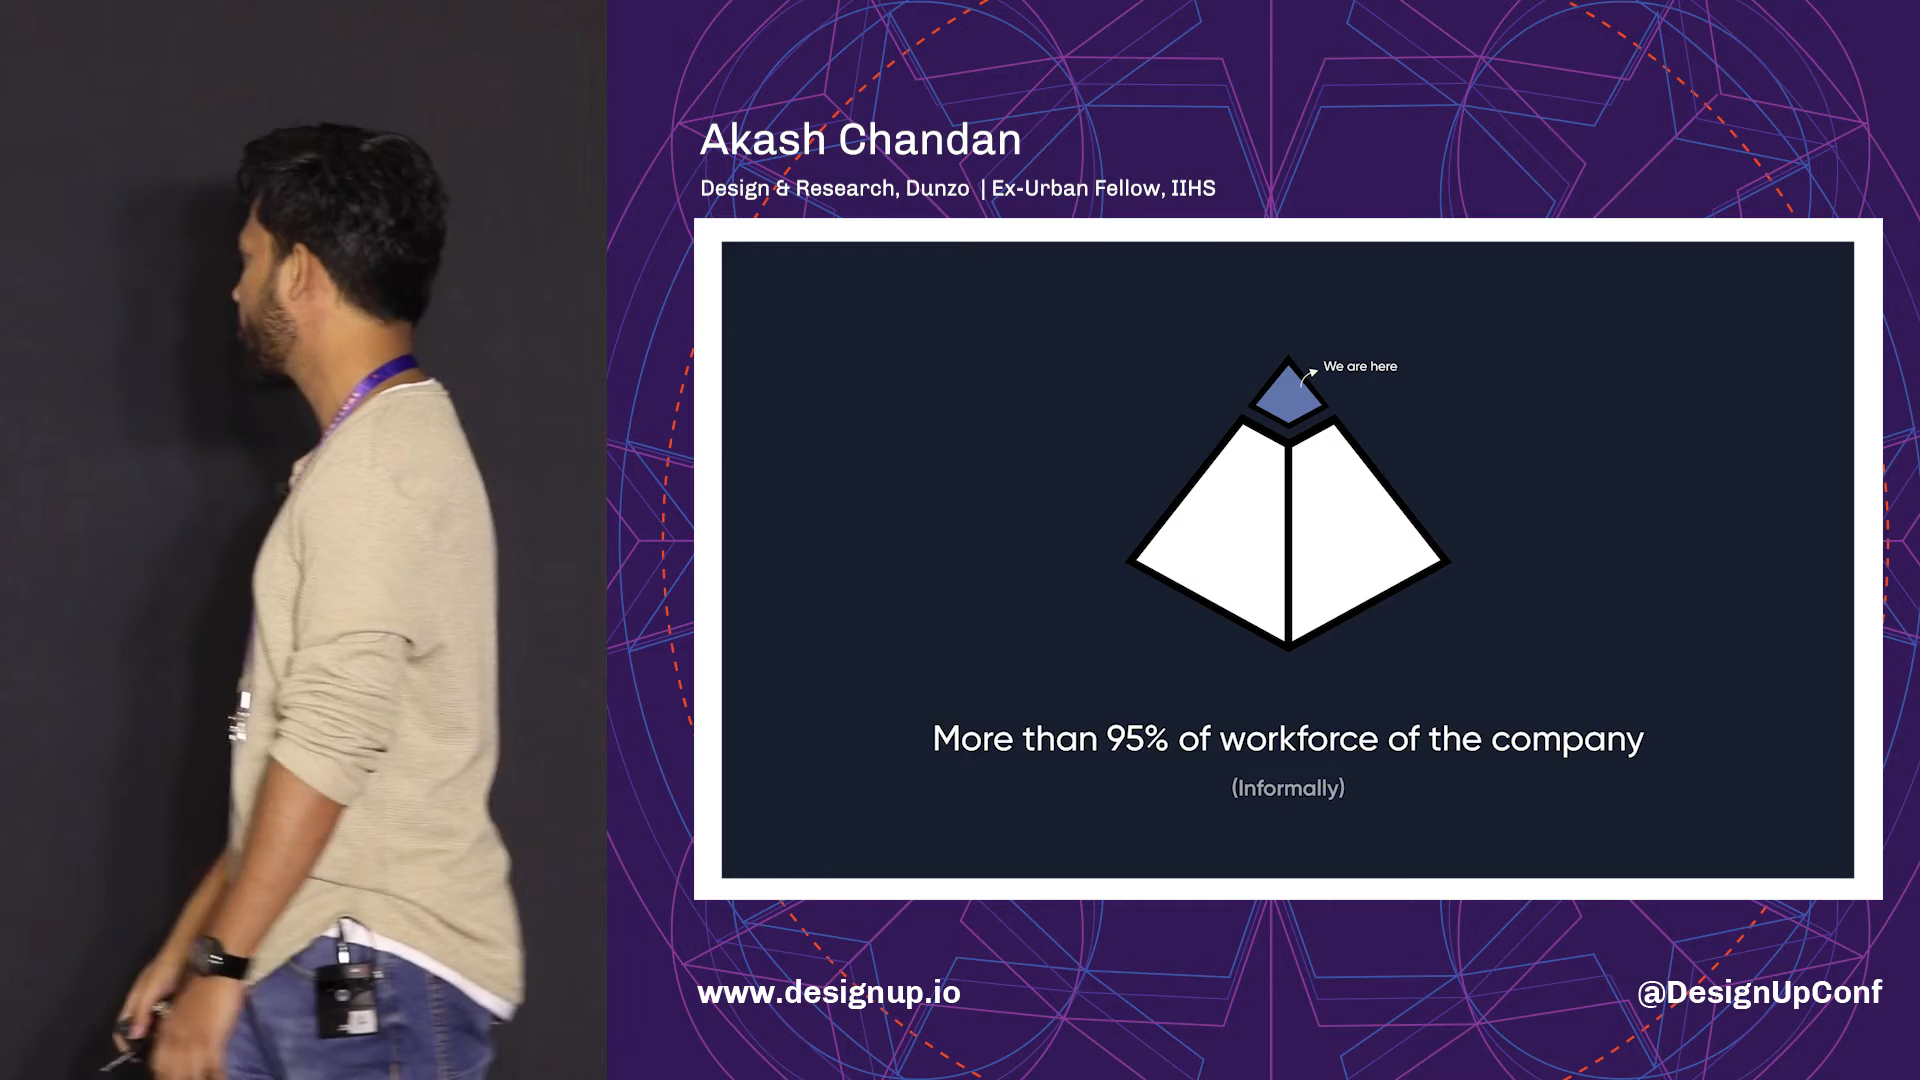 Akash Chandan
Design & Research, Dunzo | Ex-Urban Fellow, IIHS
We are here
More than 95% of workforce of the company
(Informally)
www.designup.io
@DesignUpConf